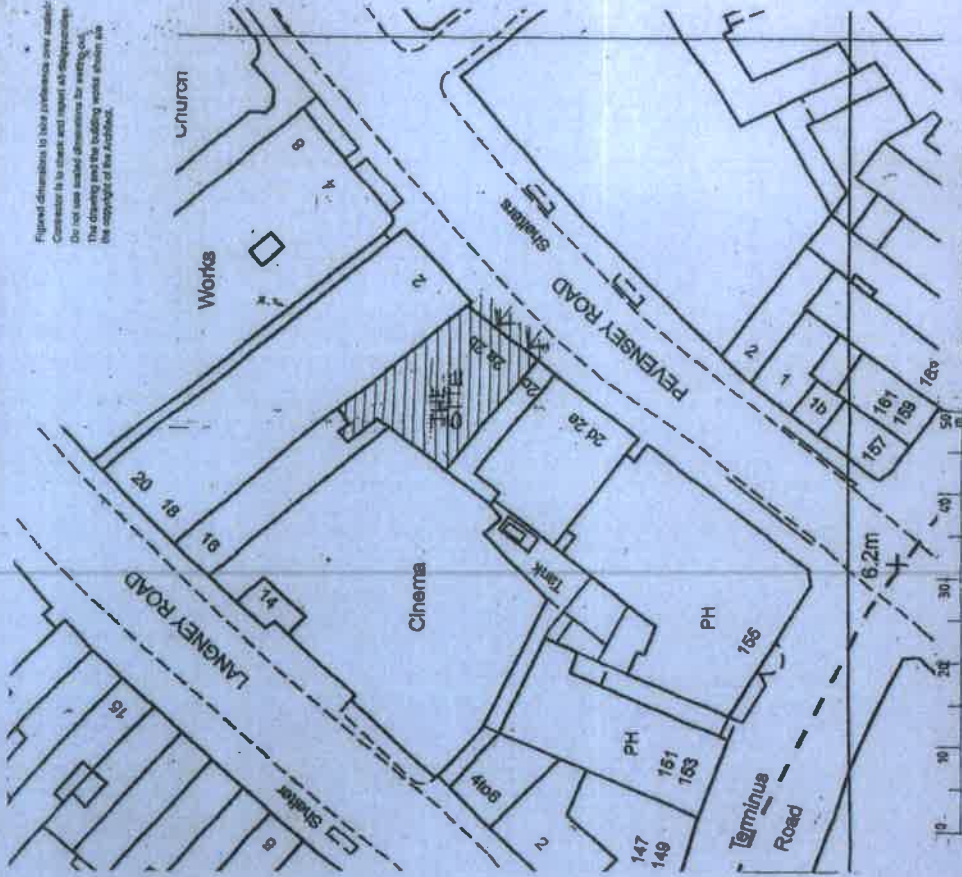 Figured dimensions to take preference over scaled
Contractor is to check and report all discrepancies
Do not use scaled dimensions for setting out
The drawing and the building works shown are
the copyright of the Architect.
Church
8
4
Works
2
Shelters
PEVENSEY ROAD
THE
SITE
2a 2b
2c
2d 2e
20
18
16
LANGNEY ROAD
14
Cinema
Tank
PH
155
PH
151
153
15
Shelter
8
2
147
149
Terminus
Road
6.2m
2
1
1b
161
159
157
163
0
10
20
30
40
50
m